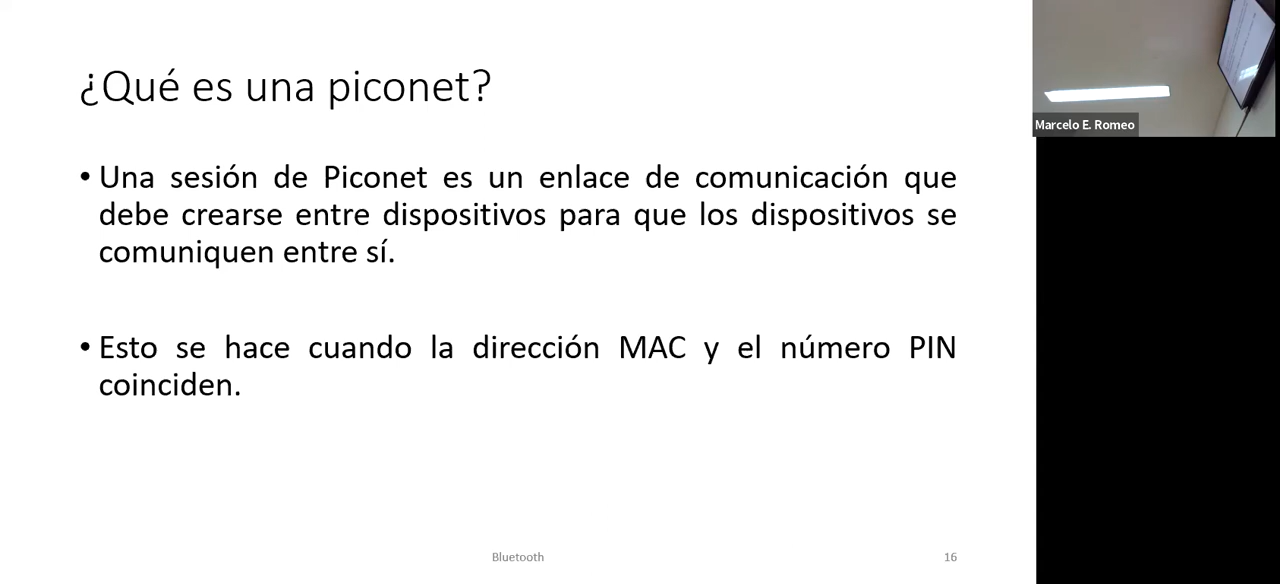 ¿Qué es una piconet?
• Una sesión de Piconet es un enlace de comunicación que
debe crearse entre dispositivos para que los dispositivos se
comuniquen entre sí.
• Esto se hace cuando la dirección MAC y el número PIN
coinciden.
Bluetooth
16
Marcelo E. Romeo